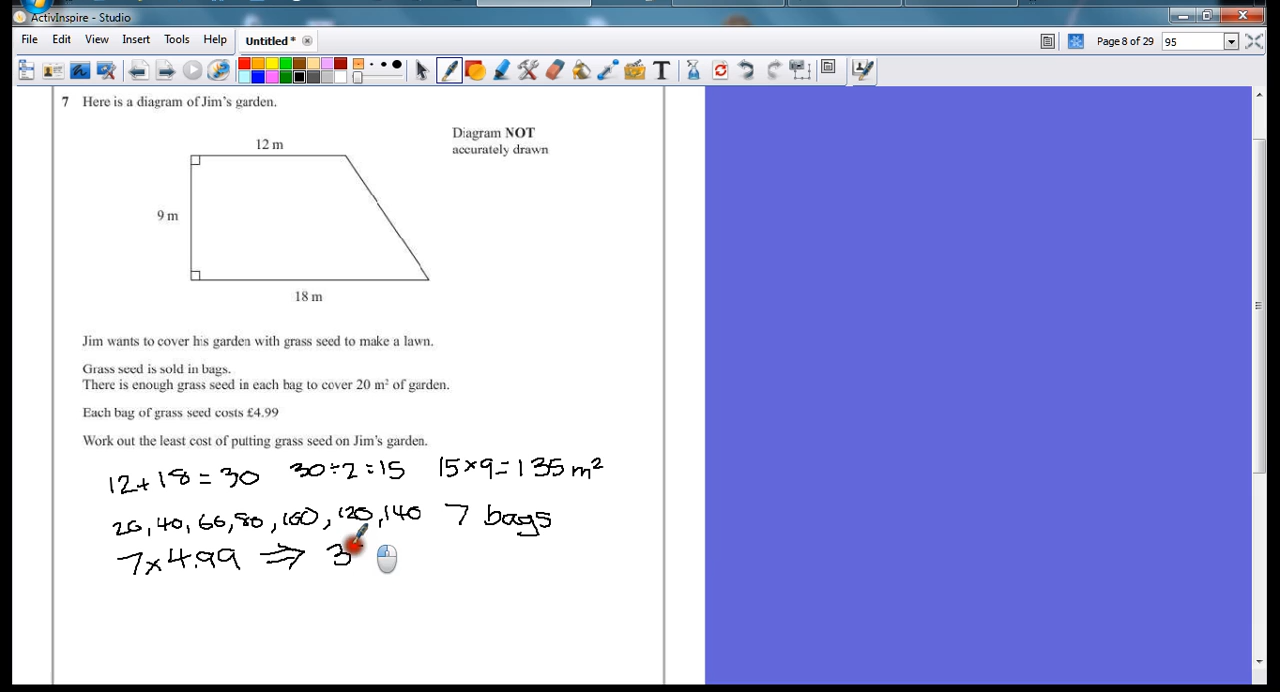 ActivInspire - Studio
File Edit View Insert Tools Help Untitled * Page 8 of 29 95
7 Here is a diagram of Jim's garden.
Diagram NOT
accurately drawn
12 m
9 m
18 m
Jim wants to cover his garden with grass seed to make a lawn.
Grass seed is sold in bags.
There is enough grass seed in each bag to cover 20 m² of garden.
Each bag of grass seed costs £4.99
Work out the least cost of putting grass seed on Jim's garden.
12+18=30 30÷2=15 15×9=135m²
20,40,60,80,100,120,140 7 bags
7×4.99 ⇒ 3